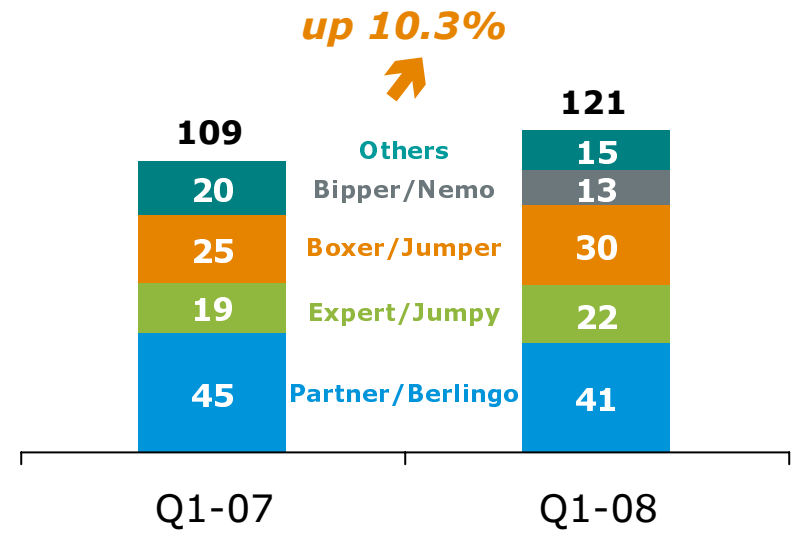 up 10.3%
109
121
Others
20
15
Bipper/Nemo
13
Boxer/Jumper
25
30
Expert/Jumpy
19
22
Partner/Berlingo
45
41
Q1-07
Q1-08